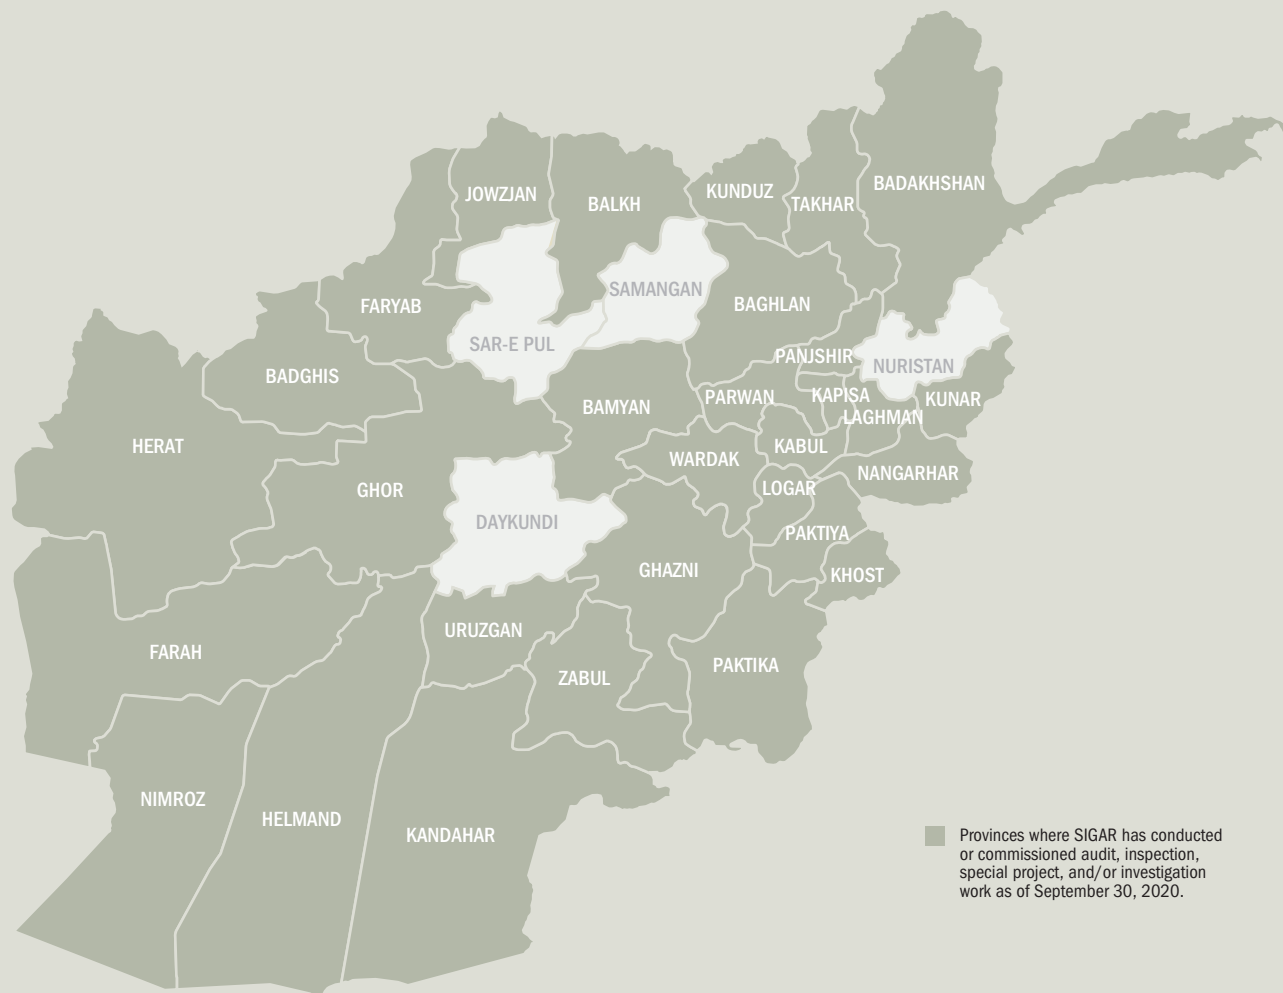 BADAKHSHAN
JOWZJAN
BALKH
KUNDUZ
TAKHAR
FARYAB
SAMANGAN
BAGHLAN
SAR-E PUL
BADGHIS
PANJSHIR
NURISTAN
BAMYAN
PARWAN
KAPISA
KUNAR
LAGHMAN
HERAT
WARDAK
KABUL
NANGARHAR
GHOR
LOGAR
DAYKUNDI
PAKTIYA
GHAZNI
KHOST
URUZGAN
FARAH
ZABUL
PAKTIKA
NIMROZ
HELMAND
KANDAHAR
Provinces where SIGAR has conducted
or commissioned audit, inspection,
special project, and/or investigation
work as of September 30, 2020.